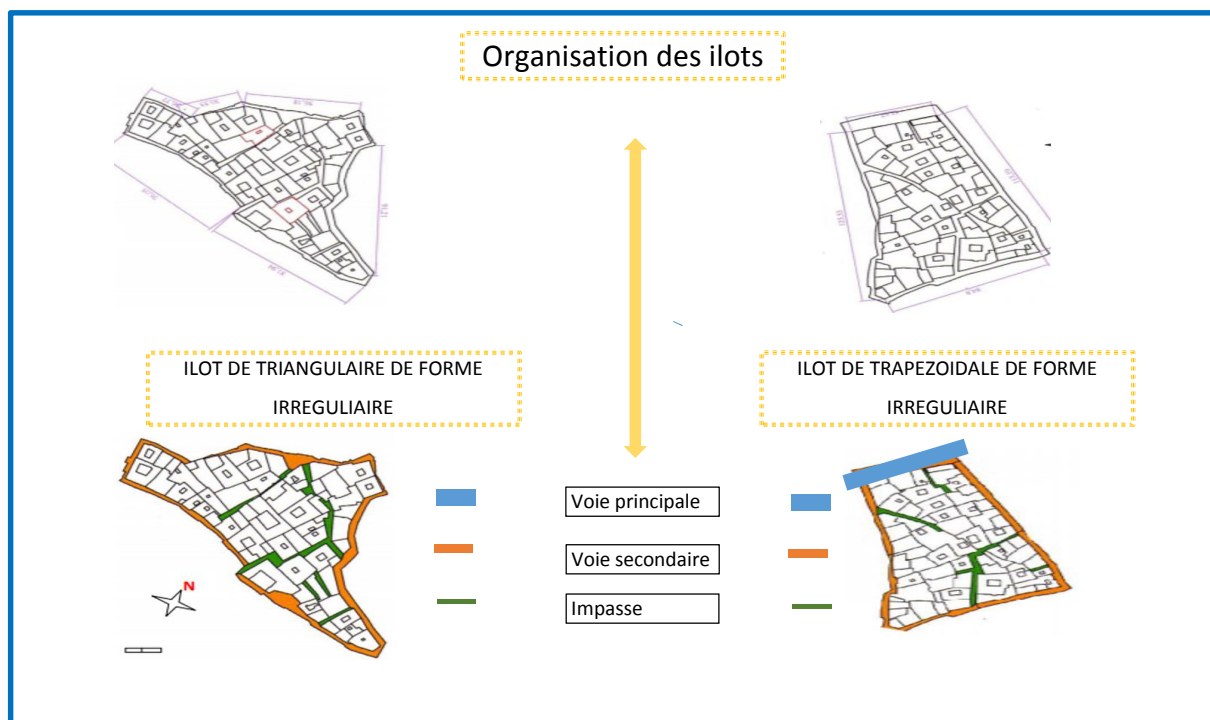 Organisation des ilots
ILOT DE TRIANGULAIRE DE FORME
IRREGULIAIRE
ILOT DE TRAPEZOIDALE DE FORME
IRREGULIAIRE
Voie principale
Voie secondaire
Impasse
N